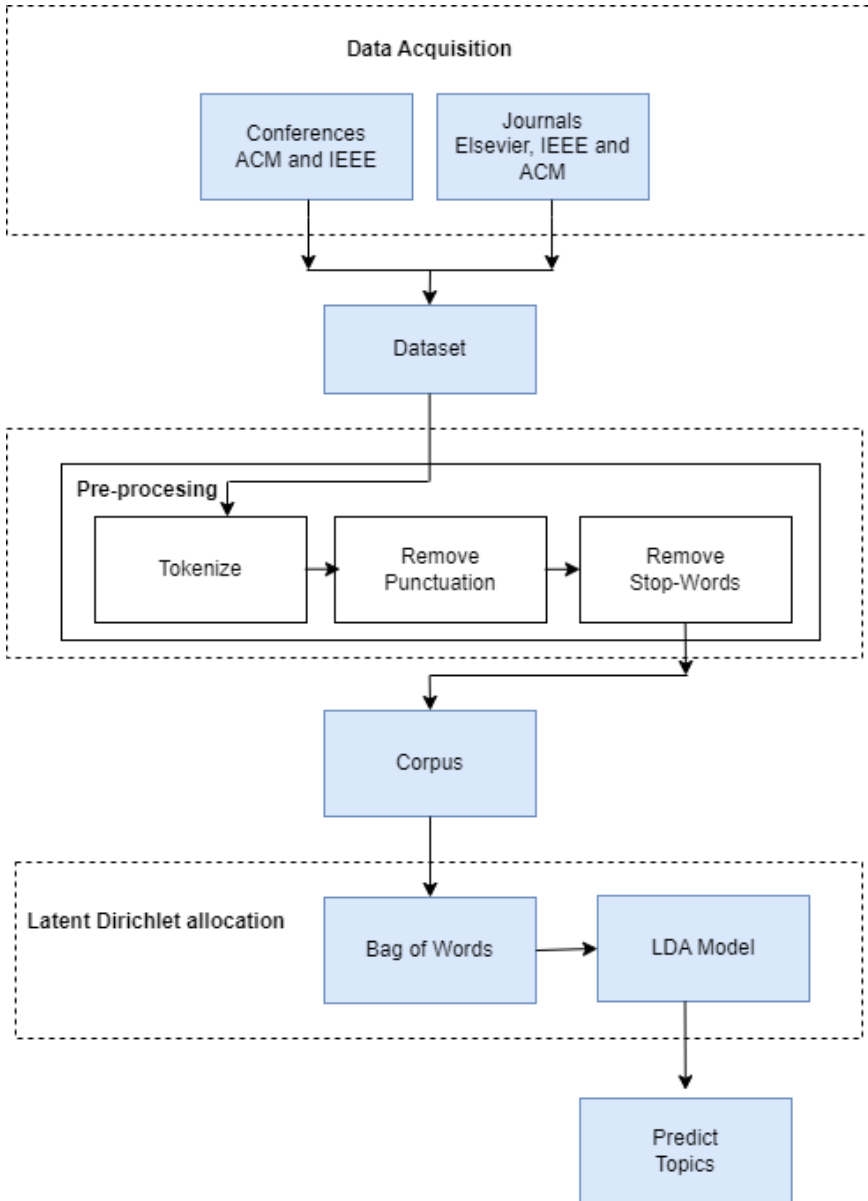 Data Acquisition
Conferences
ACM and IEEE
Journals
Elsevier, IEEE and
ACM
Dataset
Pre-procesing
Tokenize
Remove
Punctuation
Remove
Stop-Words
Corpus
Latent Dirichlet allocation
Bag of Words
LDA Model
Predict
Topics